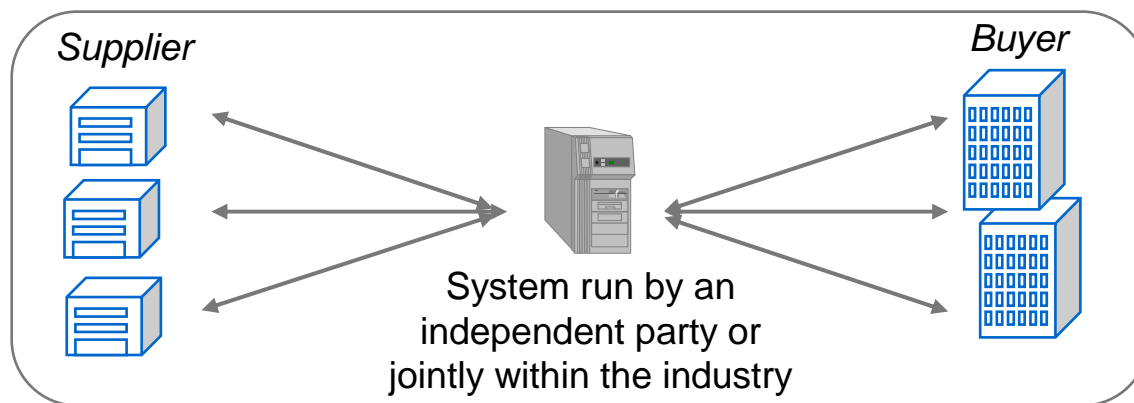 Supplier
Buyer
System run by an
independent party or
jointly within the industry